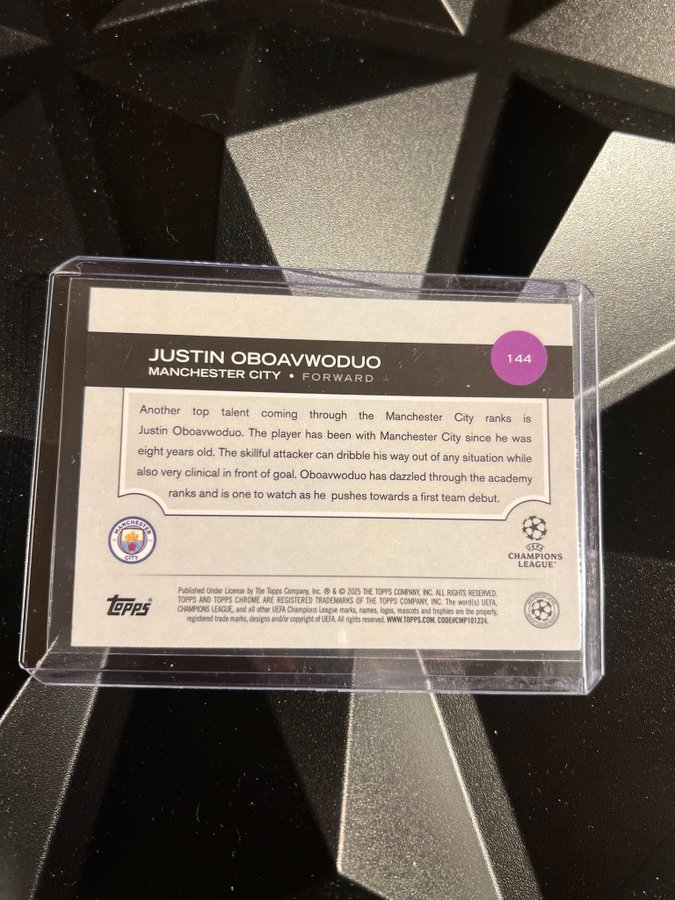 JUSTIN OBOAVWODUO
144
MANCHESTER CITY • FORWARD
Another top talent coming through the Manchester City ranks is
Justin Oboavwoduo. The player has been with Manchester City since he was
eight years old. The skillful attacker can dribble his way out of any situation while
also very clinical in front of goal. Oboavwoduo has dazzled through the academy
ranks and is one to watch as he pushes towards a first team debut.
MANCHESTER
CITY
UEFA
CHAMPIONS
LEAGUE
Topps
Published Under License by The Topps Company, Inc. ® & © 2025 THE TOPPS COMPANY, INC. ALL RIGHTS RESERVED.
TOPPS AND TOPPS CHROME ARE REGISTERED TRADEMARKS OF THE TOPPS COMPANY, INC. The word(s) UEFA,
CHAMPIONS LEAGUE, and all other UEFA Champions League marks, names, logos, mascots and trophies are the property,
registered trade marks, designs and/or copyright of UEFA. All rights reserved. WWW.TOPPS.COM. CODE#CMP101224.